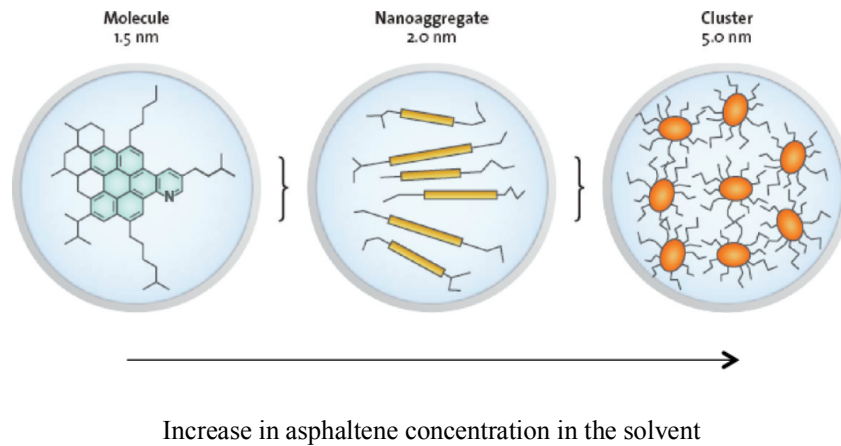 Molecule
1.5 nm
Nanoaggregate
2.0 nm
Cluster
5.0 nm
N
Increase in asphaltene concentration in the solvent